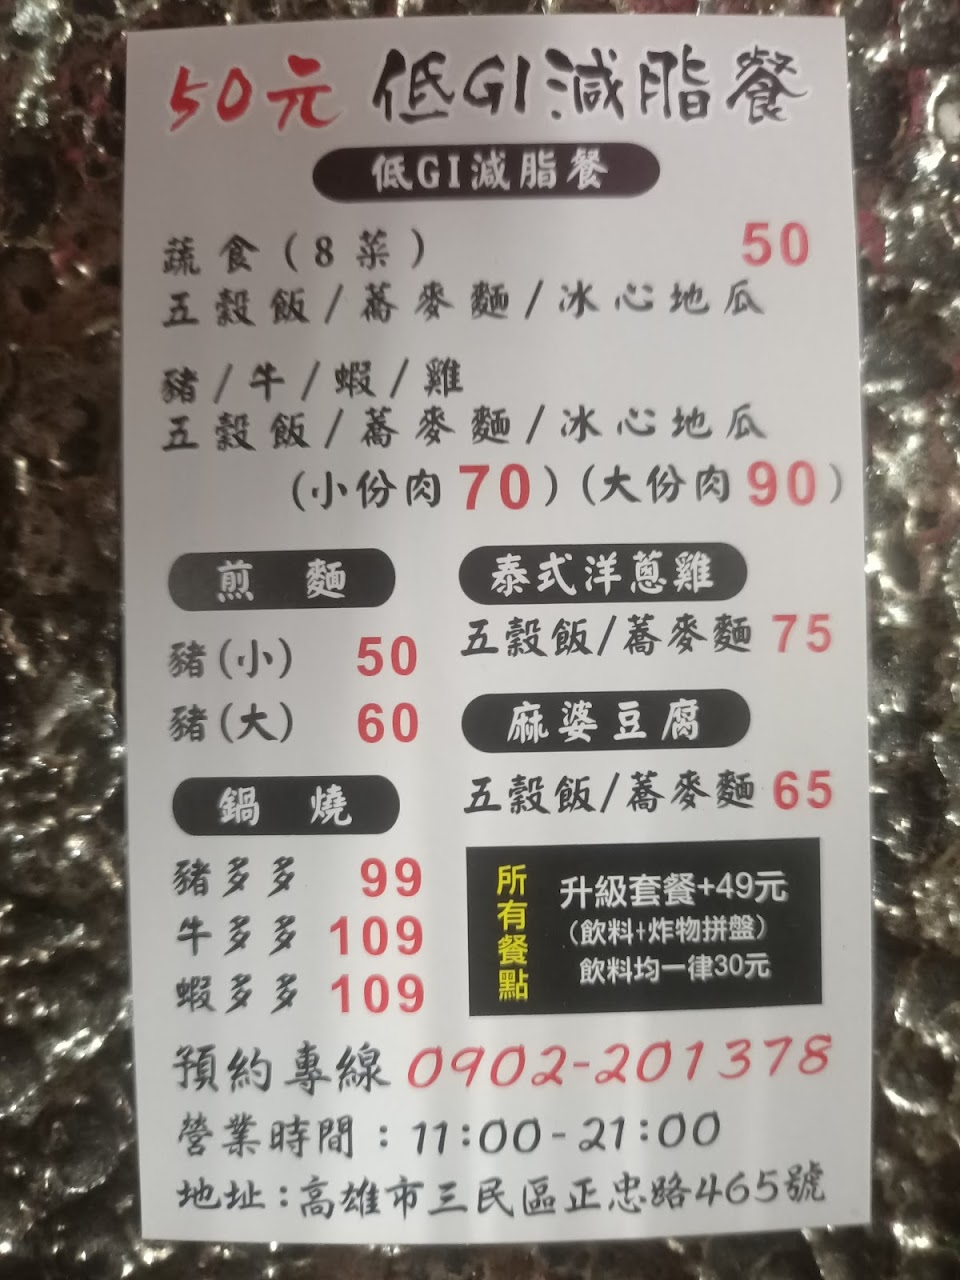 50元 低GI減脂餐
低GI減脂餐
蔬食(8菜) 50
五穀飯/蕎麥麵/冰心地瓜
豬/牛/蝦/雞
五穀飯/蕎麥麵/冰心地瓜
(小份肉70)(大份肉90)
煎 麵
豬(小) 50
豬(大) 60
鍋 燒
豬多多 99
牛多多 109
蝦多多 109
泰式洋蔥雞
五穀飯/蕎麥麵 75
麻婆豆腐
五穀飯/蕎麥麵 65
所有餐點
升級套餐+49元
(飲料+炸物拼盤)
飲料均一律30元
預約專線 0902-201378
營業時間:11:00-21:00
地址:高雄市三民區正忠路465號